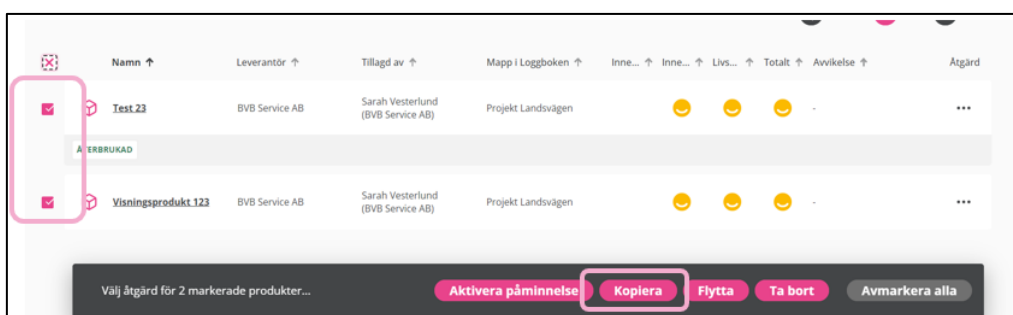 Namn ↑ Leverantör ↑ Tillagd av ↑ Mapp i Loggboken ↑ Inne... ↑ Inne... ↑ Livs... ↑ Totalt ↑ Avvikelse ↑ Åtgärd
Test 23 BVB Service AB Sarah Vesterlund (BVB Service AB) Projekt Landsvägen - ...
ÅTERBRUKAD
Visningsprodukt 123 BVB Service AB Sarah Vesterlund (BVB Service AB) Projekt Landsvägen - ...
Välj åtgärd för 2 markerade produkter... Aktivera påminnelse Kopiera Flytta Ta bort Avmarkera alla